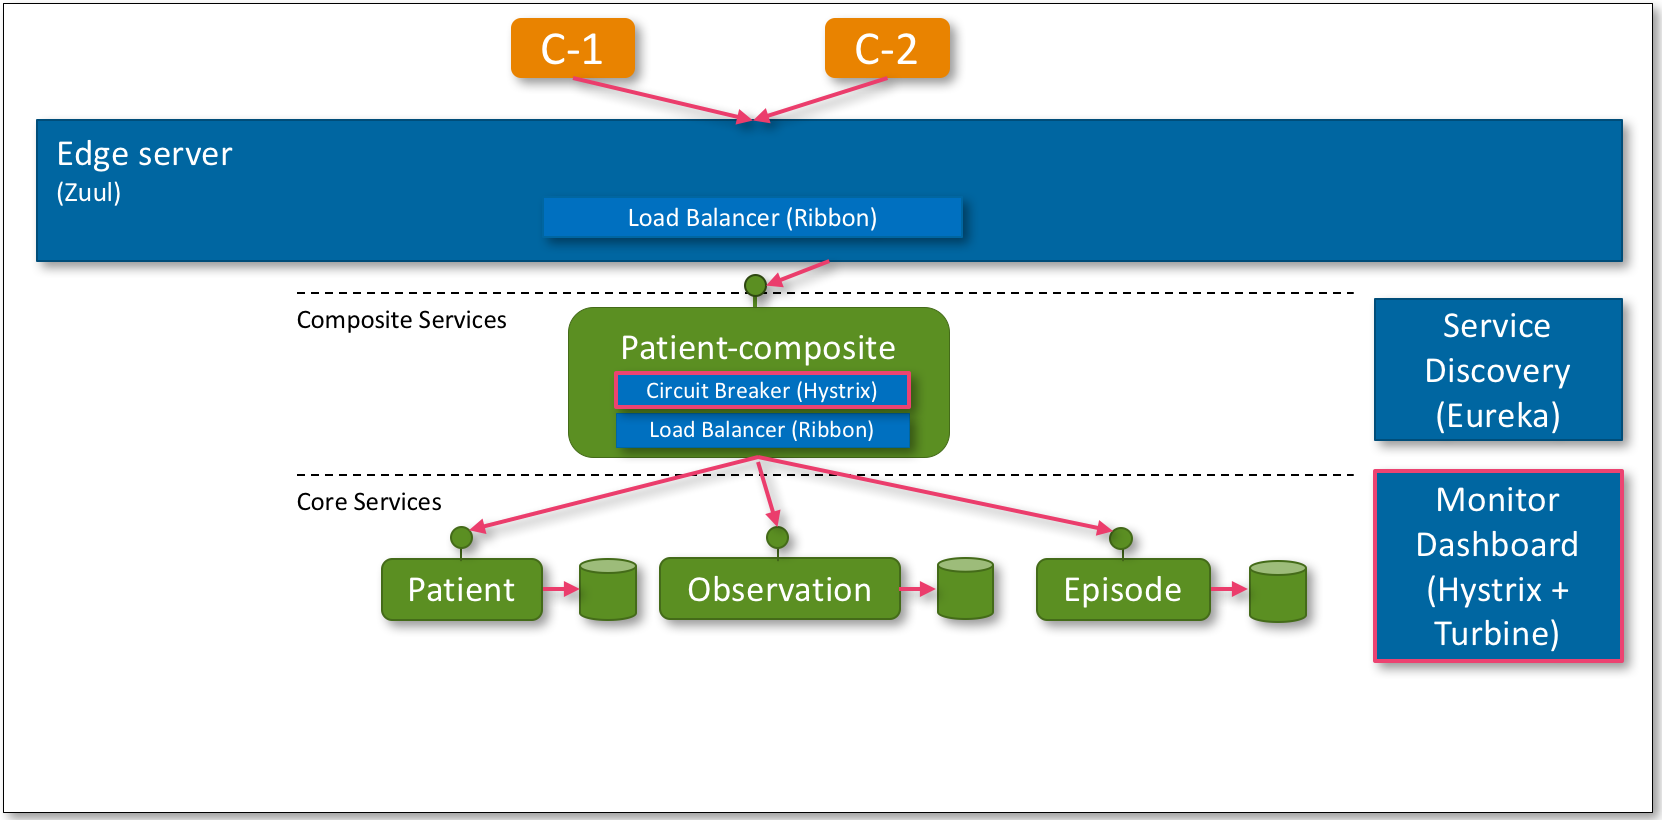 C-1
C-2
Edge server
(Zuul)
Load Balancer (Ribbon)
Composite Services
Patient-composite
Circuit Breaker (Hystrix)
Load Balancer (Ribbon)
Service
Discovery
(Eureka)
Core Services
Patient
Observation
Episode
Monitor
Dashboard
(Hystrix +
Turbine)